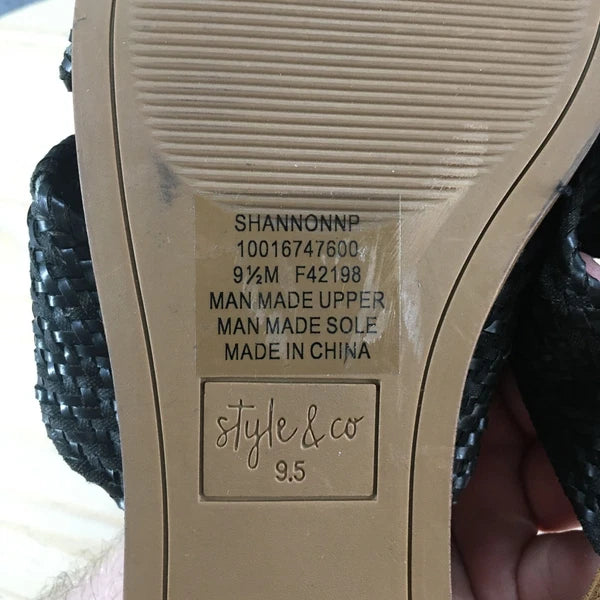 SHANNONNP
10016747600
9½M F42198
MAN MADE UPPER
MAN MADE SOLE
MADE IN CHINA
style & co
9.5